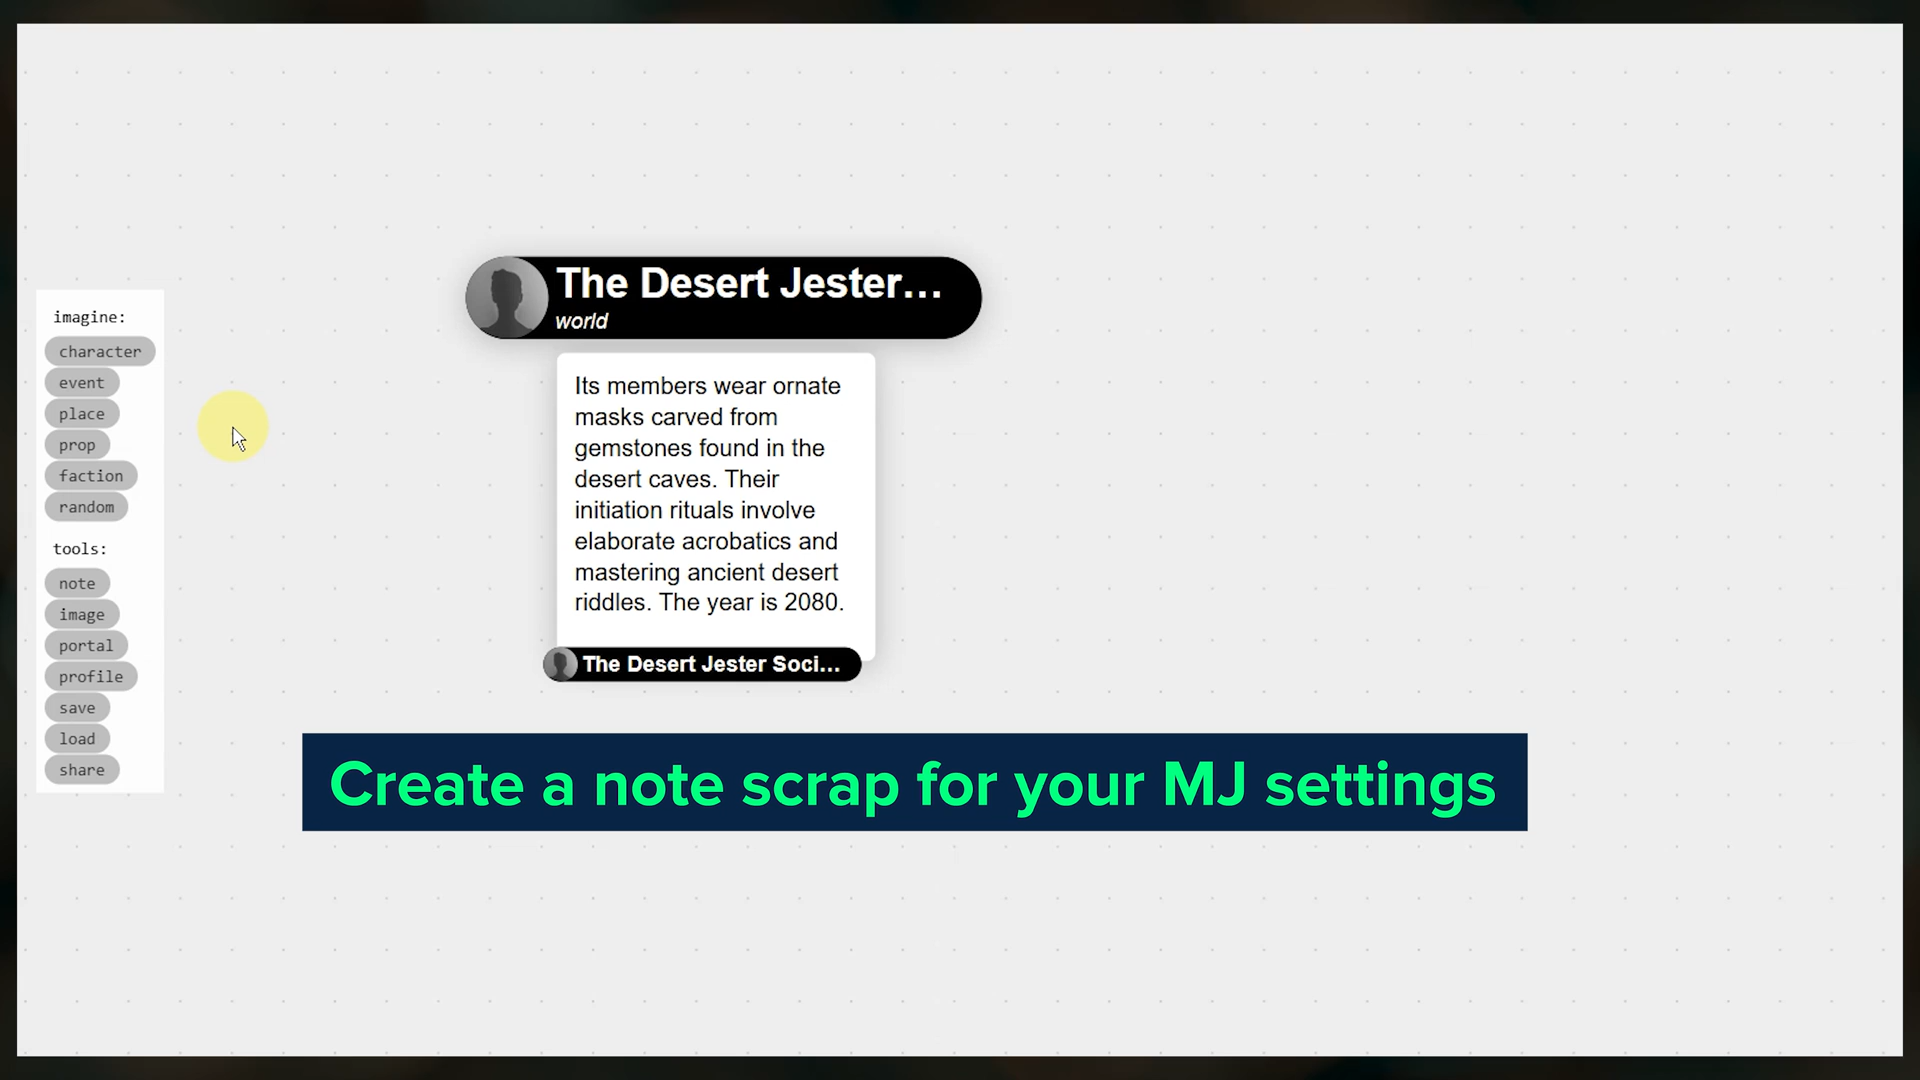 The Desert Jester...
world
imagine:
character
event
place
prop
faction
random
tools:
note
image
portal
profile
save
load
share
Its members wear ornate
masks carved from
gemstones found in the
desert caves. Their
initiation rituals involve
elaborate acrobatics and
mastering ancient desert
riddles. The year is 2080.
The Desert Jester Soci...
Create a note scrap for your MJ settings